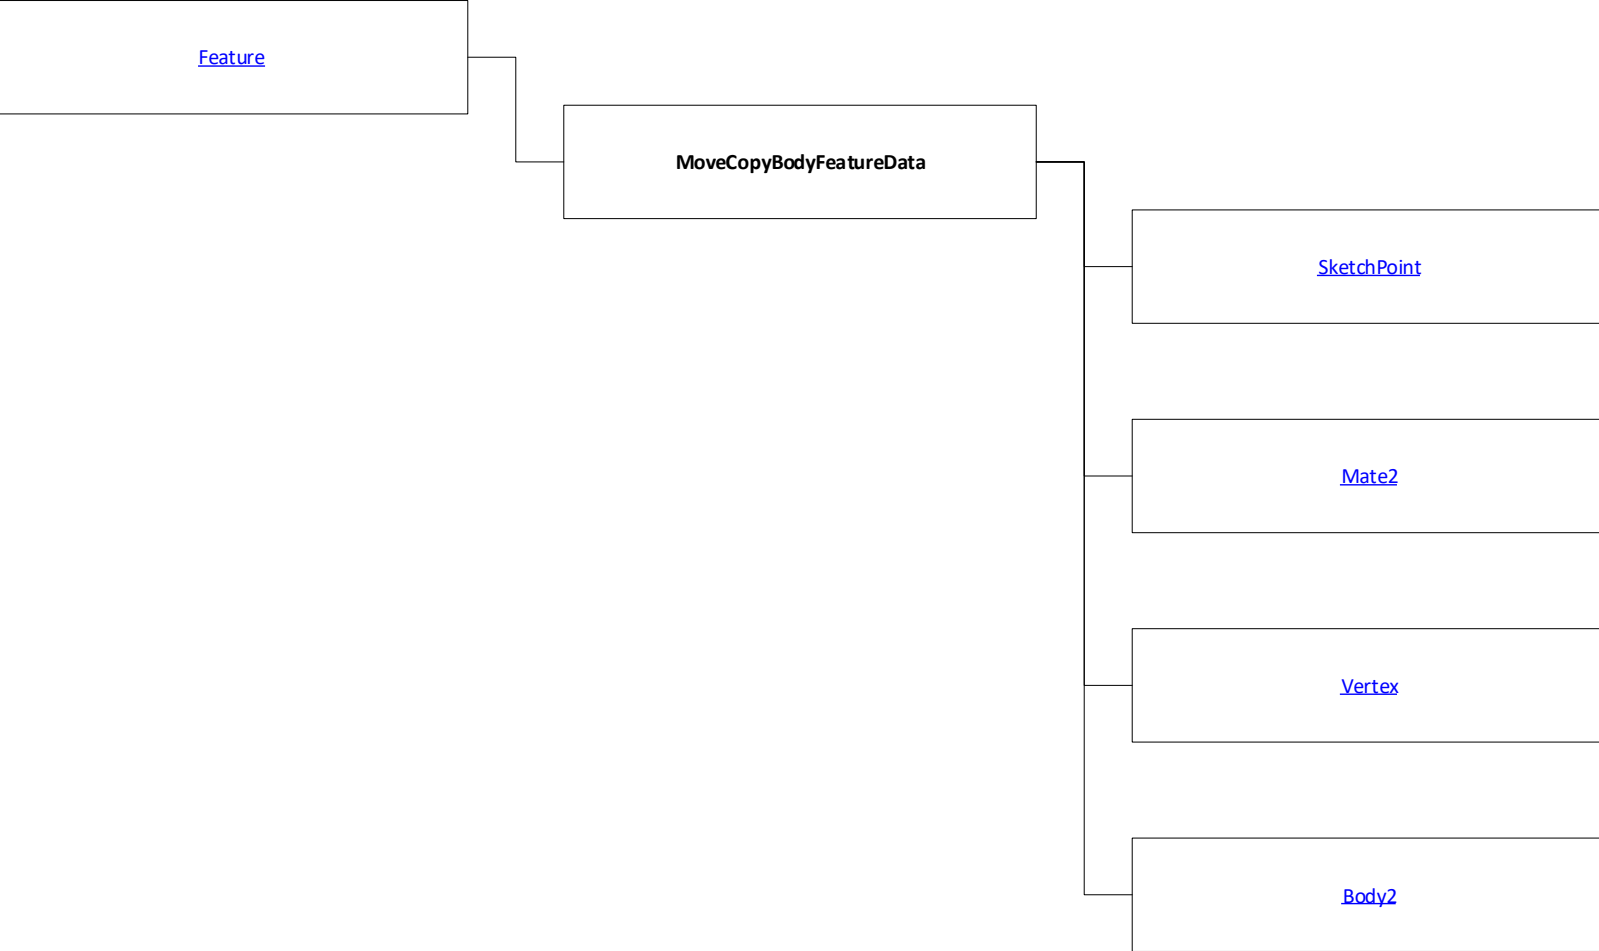 Feature
MoveCopyBodyFeatureData
SketchPoint
Mate2
Vertex
Body2